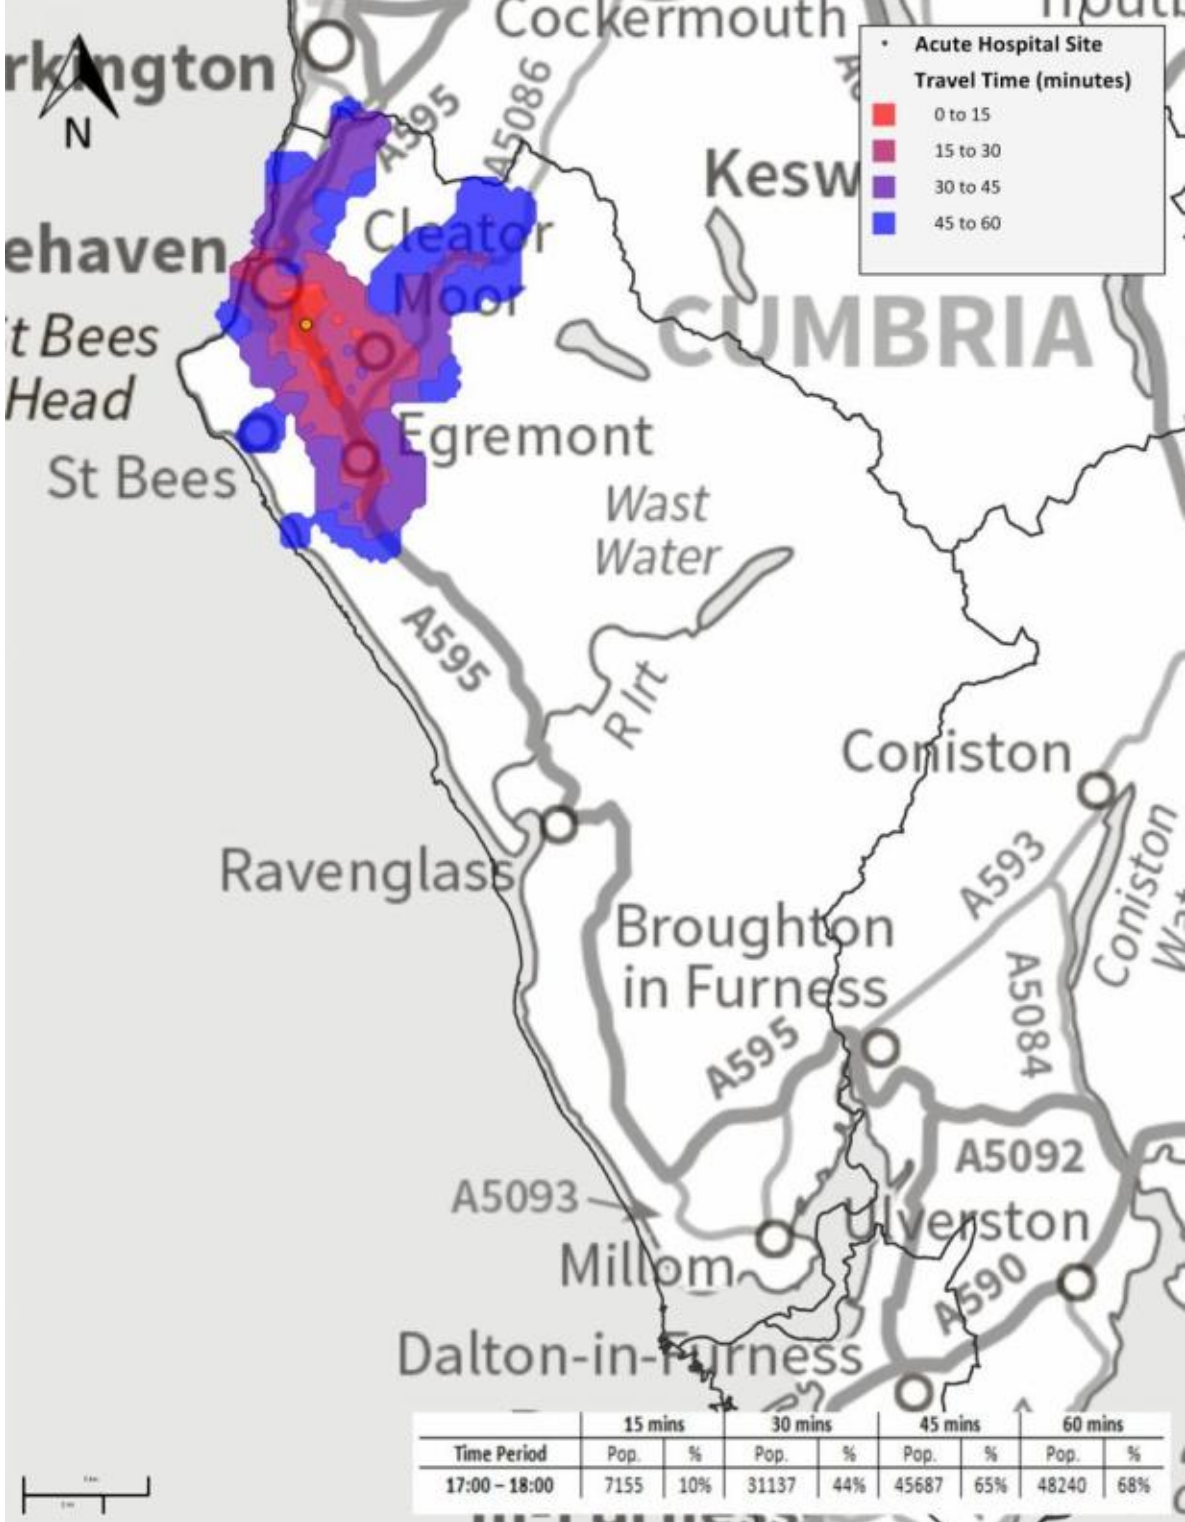 Cockermouth
rkington
N
A595
A5086
Acute Hospital Site
Travel Time (minutes)
0 to 15
15 to 30
30 to 45
45 to 60
Kesw
Cleator
Moor
ehaven
t Bees
Head
CUMBRIA
Egremont
St Bees
Wast
Water
A595
R Irt
Coniston
Ravenglass
A593
Coniston
Broughton
in Furness
A595
A5084
A5092
A5093
Ulverston
Millom
A590
Dalton-in-Furness
15 mins 30 mins 45 mins 60 mins
Time Period Pop. % Pop. % Pop. % Pop. %
17:00 – 18:00 7155 10% 31137 44% 45687 65% 48240 68%